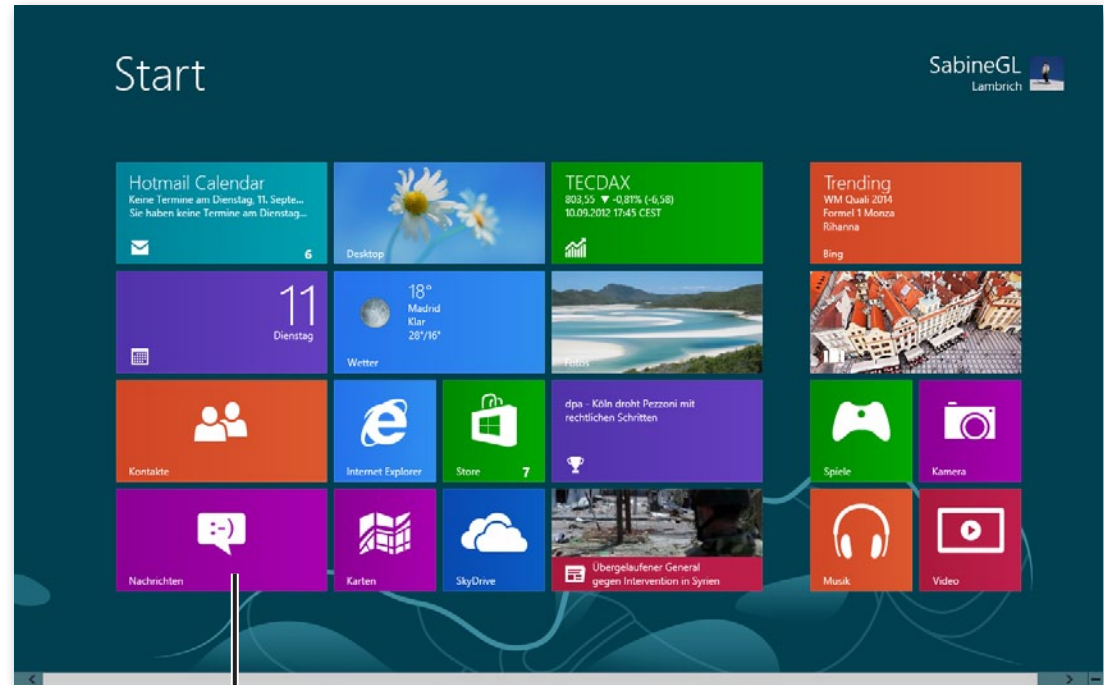 Start
SabineGL
Lambrich
Hotmail Calendar
Keine Termine am Dienstag, 11. Septe...
Sie haben keine Termine am Dienstag...
6
Desktop
TECDAX
803,55 ▼ -0,81% (-6,58)
10.09.2012 17:45 CEST
Trending
WM Quali 2014
Formel 1 Monza
Rihanna
Bing
11
Dienstag
18°
Madrid
Klar
28°/16°
Wetter
Fotos
Kontakte
Internet Explorer
Store
7
dpa - Köln droht Pezzoni mit
rechtlichen Schritten
Spiele
Kamera
:-)
Nachrichten
Karten
SkyDrive
Übergelaufener General
gegen Intervention in Syrien
Musik
Video